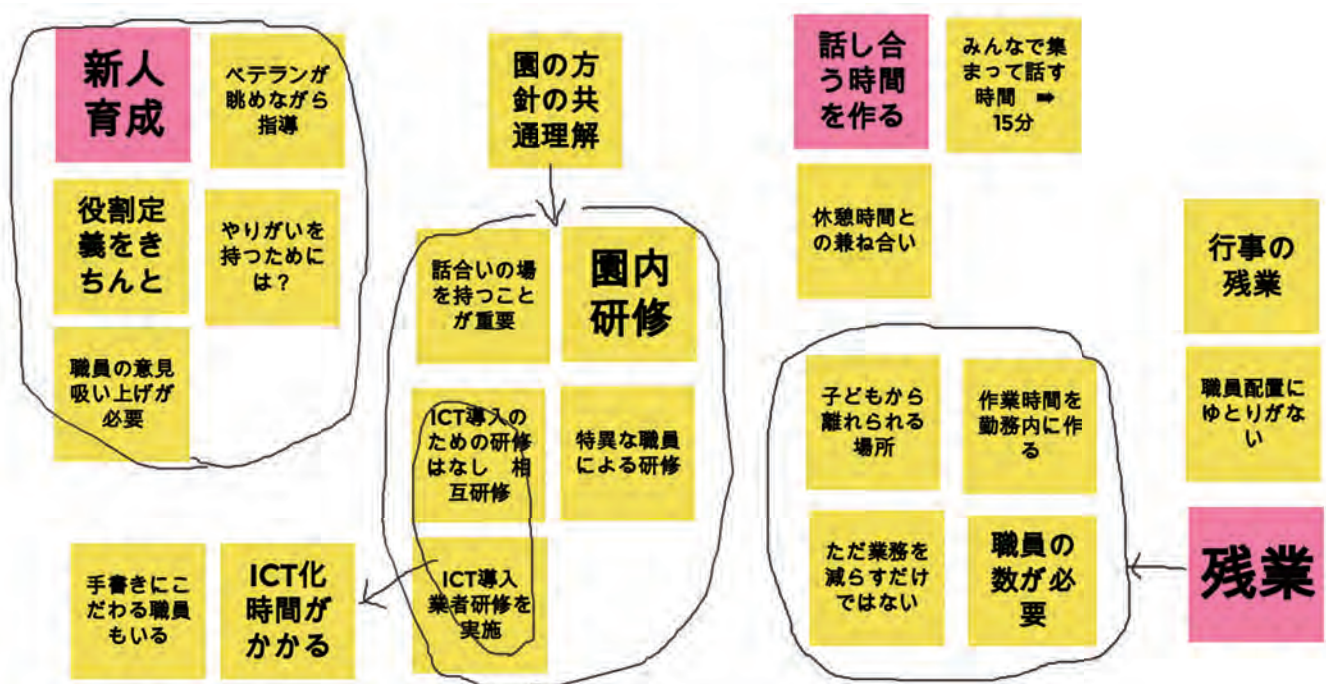 新人
育成
ベテランが
眺めながら
指導
役割定
義をき
ちんと
やりがいを
持つために
は？
職員の意見
吸い上げが
必要
園の方
針の共
通理解
話合いの場
を持つこと
が重要
園内
研修
ICT導入の
ための研修
はなし　相
互研修
特異な職員
による研修
ICT導入
業者研修を
実施
手書きにこ
だわる職員
もいる
ICT化
時間が
かかる
話し合
う時間
を作る
みんなで集
まって話す
時間　➡
15分
休憩時間と
の兼ね合い
子どもから
離れられる
場所
作業時間を
勤務内に作
る
ただ業務を
減らすだけ
ではない
職員の
数が必
要
行事の
残業
職員配置に
ゆとりがな
い
残業